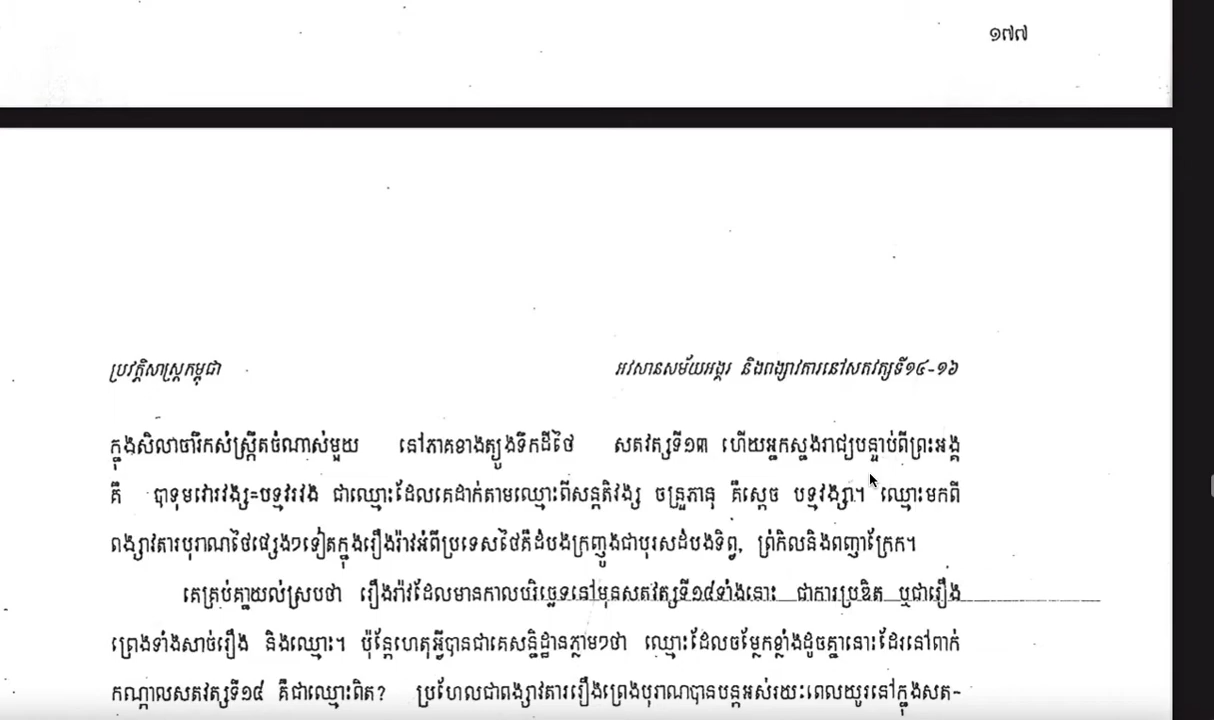 ១៧៧
ប្រវត្តិសាស្ត្រកម្ពុជា អវសានសម័យអង្គរ និងពង្សាវតារនៅសតវត្សទី១៤-១៦
ក្នុងសិលាចារឹកសំស្ក្រឹតចំណាស់មួយ នៅភាគខាងត្បូងទឹកដីថៃ សតវត្សទី១៣ ហើយអ្នកស្នងរាជ្យបន្ទាប់ពីព្រះអង្គ
គឺ បាទុមវោរវង្ស=បទ្មវរវង ជាឈ្មោះដែលគេដាក់តាមឈ្មោះពីសន្តតិវង្ស ចន្ទ្រភានុ គឺស្តេច បទ្មវង្សា។ ឈ្មោះមកពី
ពង្សាវតារបុរាណថៃផ្សេងៗទៀតក្នុងរឿងរ៉ាវអំពីប្រទេសថៃគឺដំបងក្រញូងជាបុរសដំបងទិព្វ, ព្រំកិលនិងពញាក្រែក។
គេគ្រប់គ្នាយល់ស្របថា រឿងរ៉ាវដែលមានកាលបរិច្ឆេទនៅមុនសតវត្សទី១៤ទាំងនោះ ជាការប្រឌិត ឬជារឿង
ព្រេងទាំងសាច់រឿង និងឈ្មោះ។ ប៉ុន្តែហេតុអ្វីបានជាគេសន្និដ្ឋានភ្លាមៗថា ឈ្មោះដែលចម្លែកខ្លាំងដូចគ្នានោះដែរនៅពាក់
កណ្តាលសតវត្សទី១៤ គឺជាឈ្មោះពិត? ប្រហែលជាពង្សាវតាររឿងព្រេងបុរាណបានបន្តអស់រយៈពេលយូរនៅក្នុងសត-